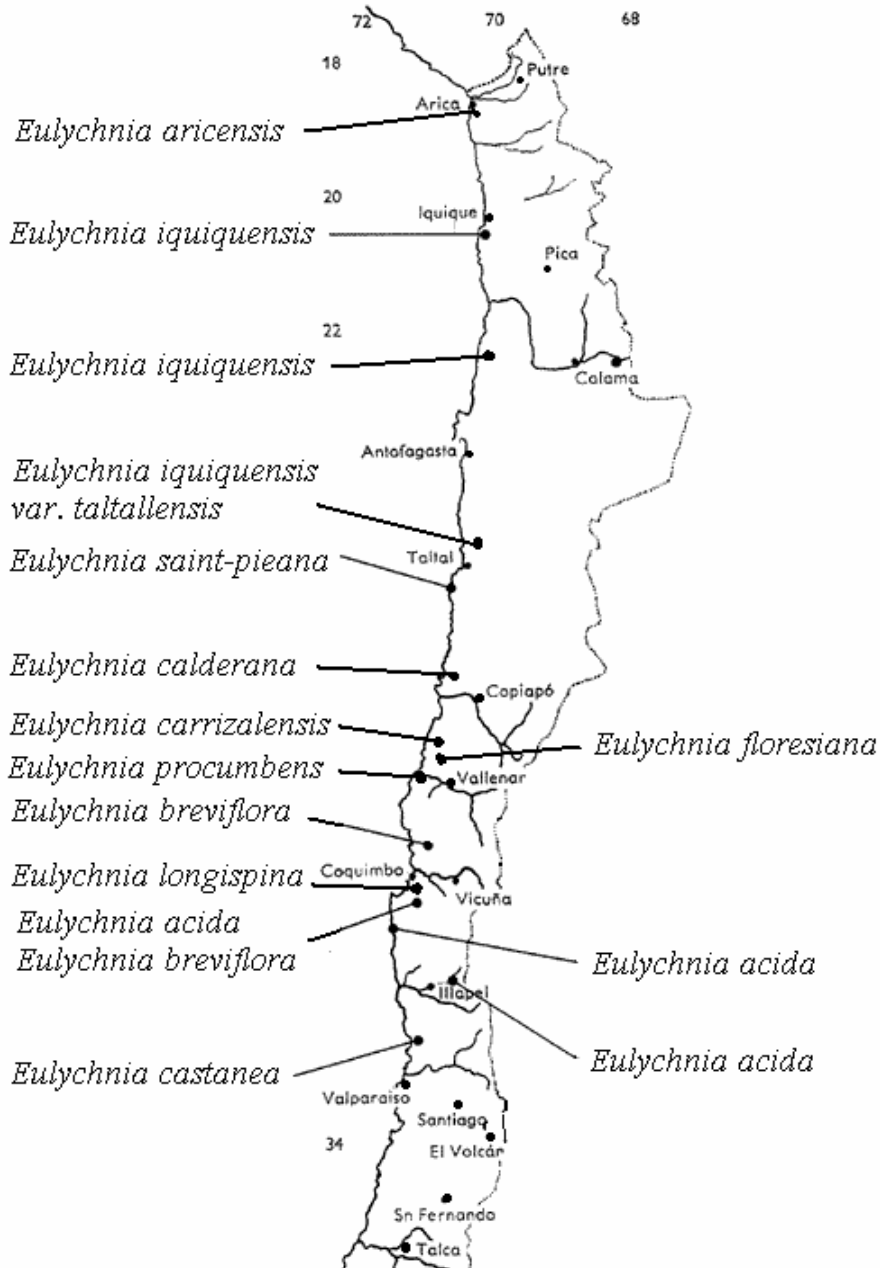 72 70 68
18
Putre
Arica
Eulychnia aricensis
20
Iquique
Eulychnia iquiquensis
Pica
22
Eulychnia iquiquensis
Calama
Antofagasta
Eulychnia iquiquensis
var. taltallensis
Taltal
Eulychnia saint-pieana
Eulychnia calderana
Copiapó
Eulychnia carrizalensis
Eulychnia floresiana
Eulychnia procumbens
Vallenar
Eulychnia breviflora
Coquimbo
Eulychnia longispina
Vicuña
Eulychnia acida
Eulychnia breviflora
Eulychnia acida
Illapel
Eulychnia acida
Eulychnia castanea
Valparaiso
Santiago
34
El Volcán
Sn Fernando
Talca